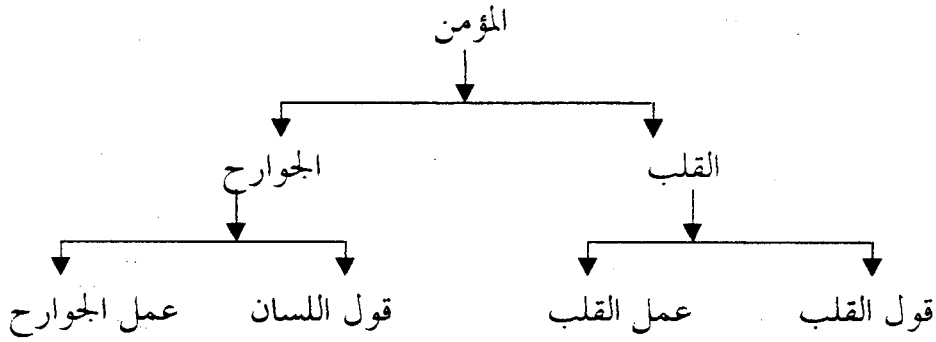 المؤمن
القلب الجوارح
قول القلب عمل القلب قول اللسان عمل الجوارح